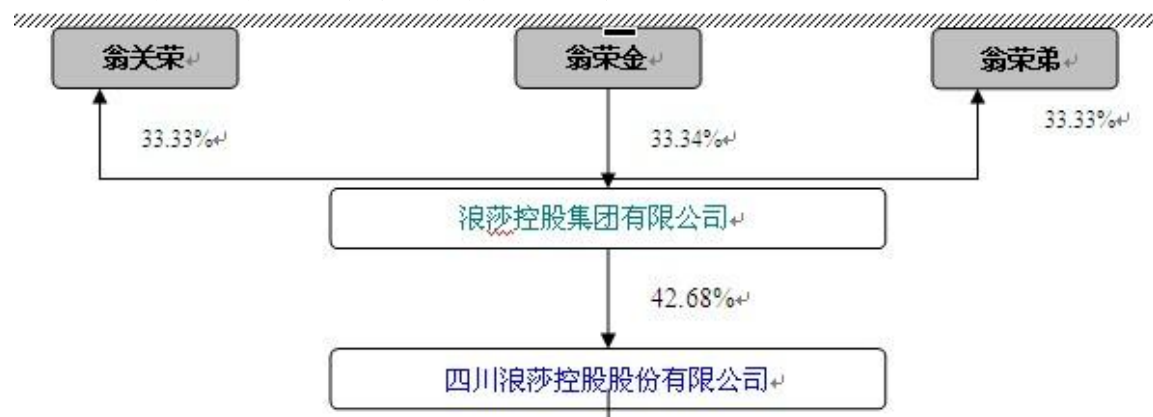 翁关荣
翁荣金
翁荣弟
33.33%
33.34%
33.33%
浪莎控股集团有限公司
42.68%
四川浪莎控股股份有限公司